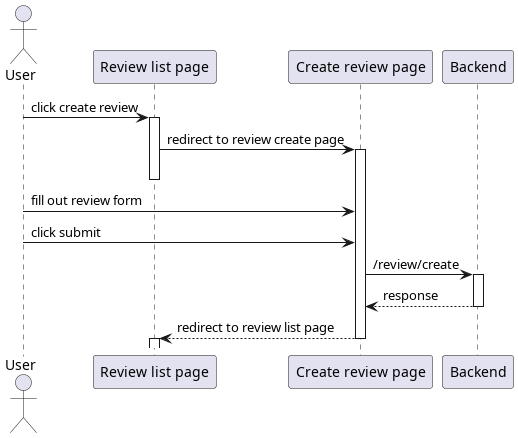 User
Review list page
Create review page
Backend
click create review
redirect to review create page
fill out review form
click submit
/review/create
response
redirect to review list page
User
Review list page
Create review page
Backend